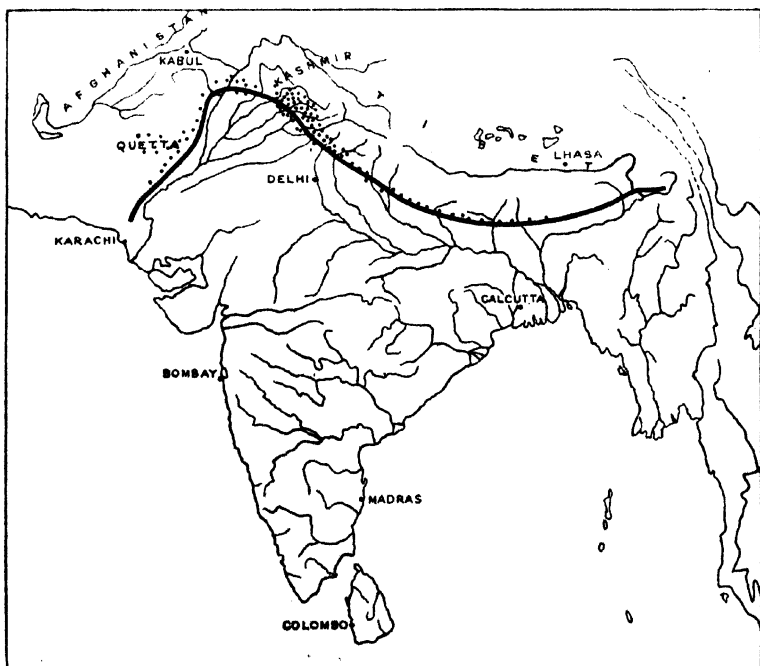 AFGHANISTAN
KABUL
KASHMIR
QUETTA
DELHI
E LHASA
T
KARACHI
CALCUTTA
BOMBAY
MADRAS
COLOMBO